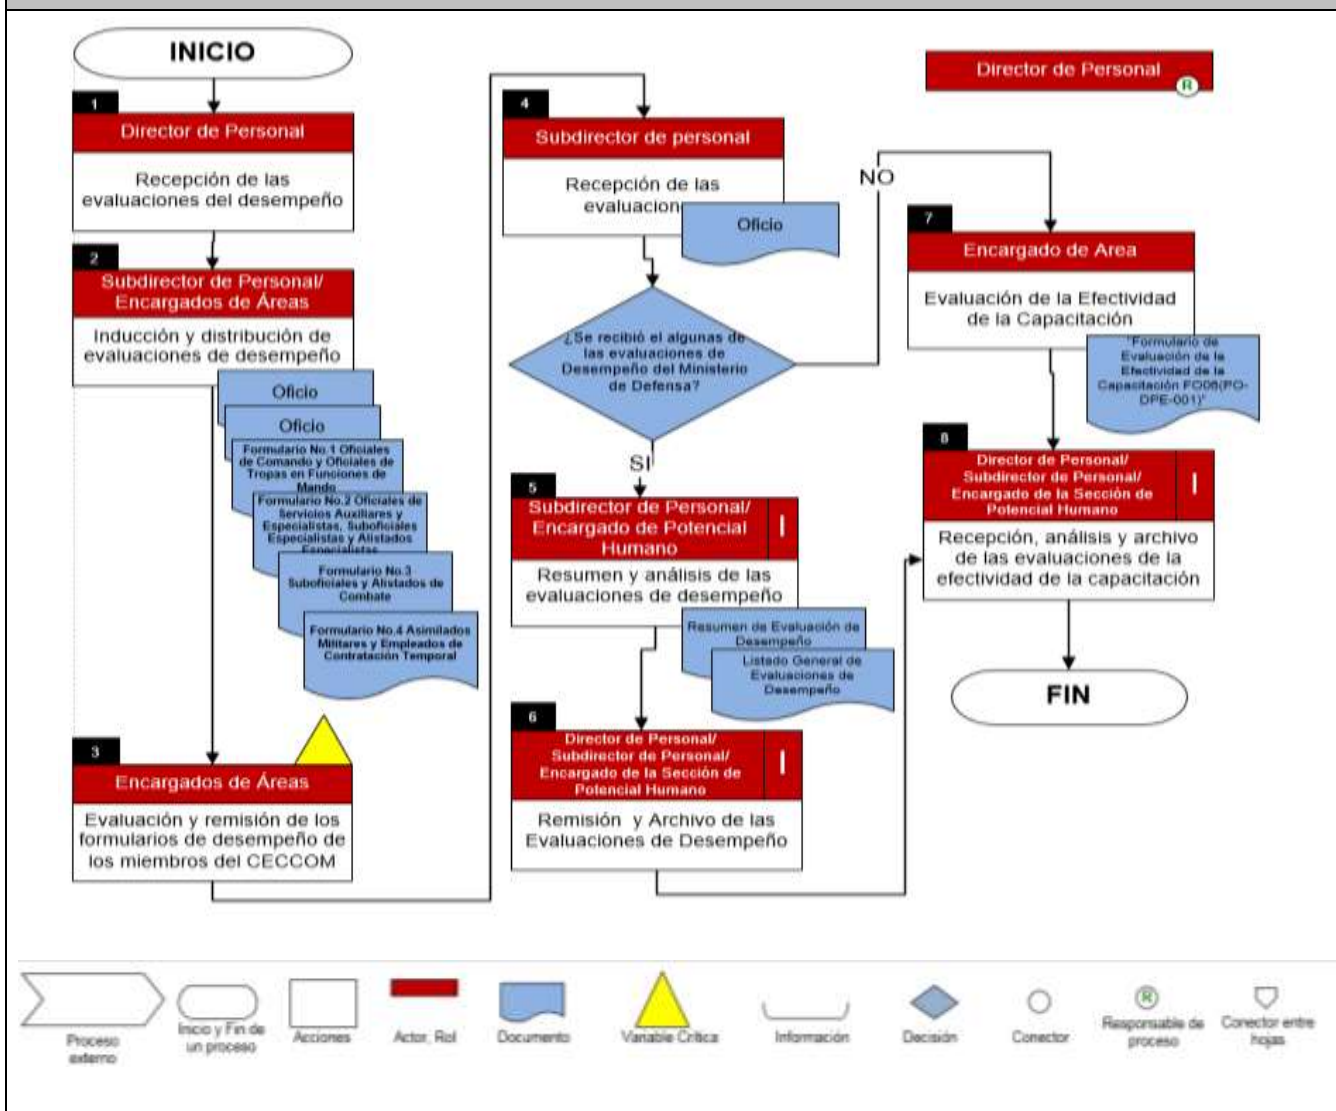 INICIO
1
Director de Personal
Recepción de las
evaluaciones del desempeño
2
Subdirector de Personal/
Encargados de Áreas
Inducción y distribución de
evaluaciones de desempeño
Oficio
Oficio
Formulario No.1 Oficiales
de Comando y Oficiales de
Tropas en Funciones de
Mando
Formulario No.2 Oficiales de
Servicios Auxiliares y
Especialistas, Suboficiales
Especialistas y Alistados
Especialistas
Formulario No.3
Suboficiales y Alistados de
Combate
Formulario No.4 Asimilados
Militares y Empleados de
Contratación Temporal
3
Encargados de Áreas
Evaluación y remisión de los
formularios de desempeño de
los miembros del CECCOM
4
Subdirector de personal
Recepción de las
evaluacion
Oficio
¿Se recibió el algunas de
las evaluaciones de
Desempeño del Ministerio
de Defensa?
NO
SI
5
Subdirector de Personal/
Encargado de Potencial
Humano
I
Resumen y análisis de las
evaluaciones de desempeño
Resumen de Evaluación de
Desempeño
Listado General de
Evaluaciones de
Desempeño
6
Director de Personal/
Subdirector de Personal/
Encargado de la Sección de
Potencial Humano
I
Remisión y Archivo de las
Evaluaciones de Desempeño
Director de Personal
R
7
Encargado de Area
Evaluación de la Efectividad
de la Capacitación
"Formulario de
Evaluación de la
Efectividad de la
Capacitación FO06(PO-
DPE-001)"
8
Director de Personal/
Subdirector de Personal/
Encargado de la Sección de
Potencial Humano
I
Recepción, análisis y archivo
de las evaluaciones de la
efectividad de la capacitación
FIN
Proceso
externo
Inicio y Fin de
un proceso
Acciones
Actor, Rol
Documento
Variable Crítica
Información
Decisión
Conector
R
Responsable de
proceso
Conector entre
hojas